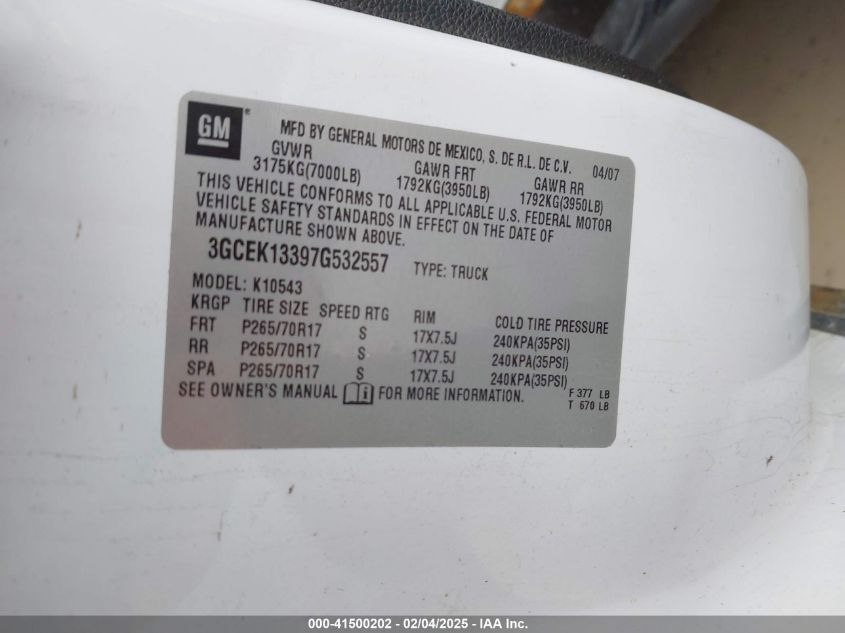 GM
MFD BY GENERAL MOTORS DE MEXICO, S. DE R.L. DE C.V. 04/07
GVWR GAWR FRT GAWR RR
3175KG(7000LB) 1792KG(3950LB) 1792KG(3950LB)
THIS VEHICLE CONFORMS TO ALL APPLICABLE U.S. FEDERAL MOTOR
VEHICLE SAFETY STANDARDS IN EFFECT ON THE DATE OF
MANUFACTURE SHOWN ABOVE.
3GCEK13397G532557 TYPE: TRUCK
MODEL: K10543
KRGP TIRE SIZE SPEED RTG RIM COLD TIRE PRESSURE
FRT P265/70R17 S 17X7.5J 240KPA(35PSI)
RR P265/70R17 S 17X7.5J 240KPA(35PSI)
SPA P265/70R17 S 17X7.5J 240KPA(35PSI)
SEE OWNER'S MANUAL FOR MORE INFORMATION. F 377 LB
T 670 LB
000-41500202 - 02/04/2025 - IAA Inc.